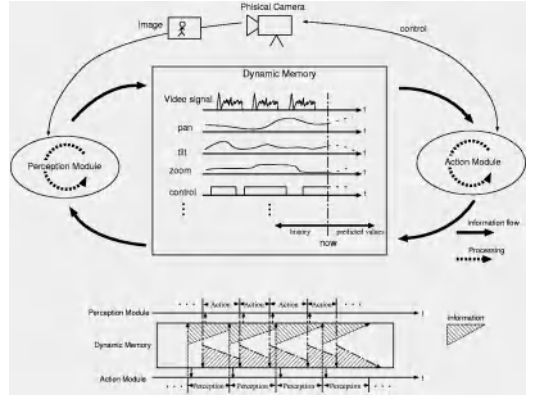 Phisical Camera
Image
control
Dynamic Memory
Video signal
t
pan
t
tilt
t
zoom
t
control
t
history
predicted values
now
Perception Module
Action Module
Information flow
Processing
Action
Action
Action
Action
Perception Module
t
information
Dynamic Memory
Action Module
t
Perception
Perception
Perception
Perception